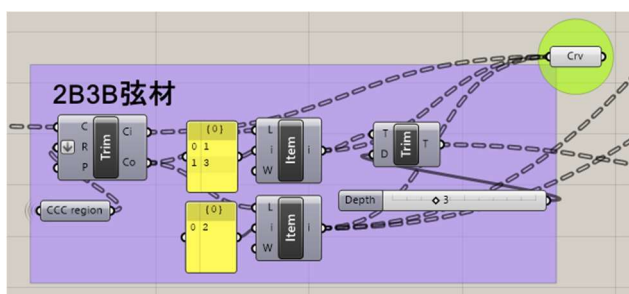 Crv
2B3B弦材
C
R
P
Trim
Ci
Co
{0}
0 1
1 3
L
i
W
Item
i
T
D
Trim
T
CCC region
{0}
0 2
L
i
W
Item
i
Depth
3